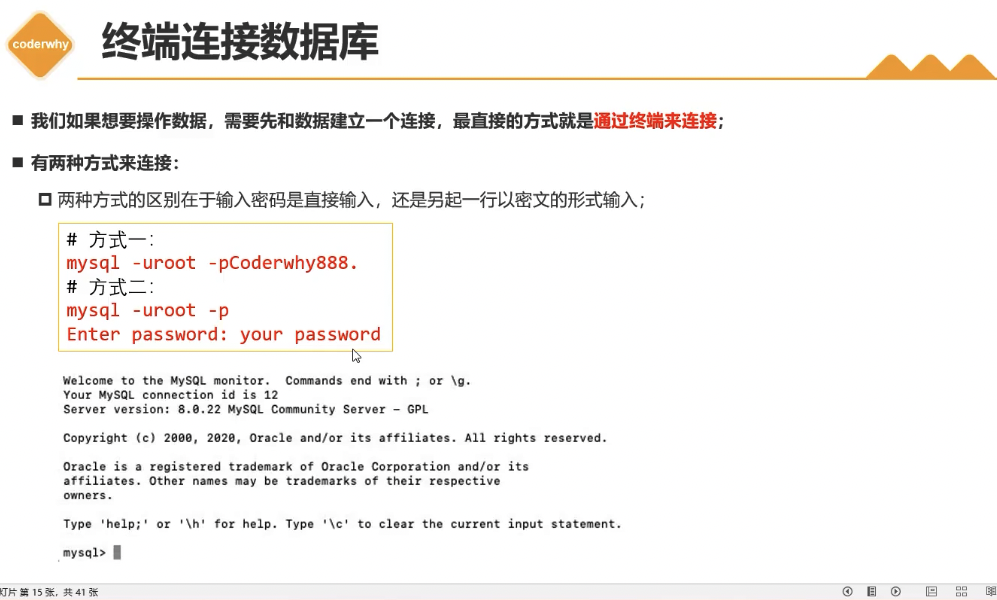 coderwhy
终端连接数据库
我们如果想要操作数据，需要先和数据建立一个连接，最直接的方式就是通过终端来连接；
有两种方式来连接：
两种方式的区别在于输入密码是直接输入，还是另起一行以密文的形式输入；
# 方式一：
mysql -uroot -pCoderwhy888.
# 方式二：
mysql -uroot -p
Enter password: your password
Welcome to the MySQL monitor.  Commands end with ; or \g.
Your MySQL connection id is 12
Server version: 8.0.22 MySQL Community Server - GPL
Copyright (c) 2000, 2020, Oracle and/or its affiliates. All rights reserved.
Oracle is a registered trademark of Oracle Corporation and/or its
affiliates. Other names may be trademarks of their respective
owners.
Type 'help;' or '\h' for help. Type '\c' to clear the current input statement.
mysql>
灯片 第 15 张，共 41 张